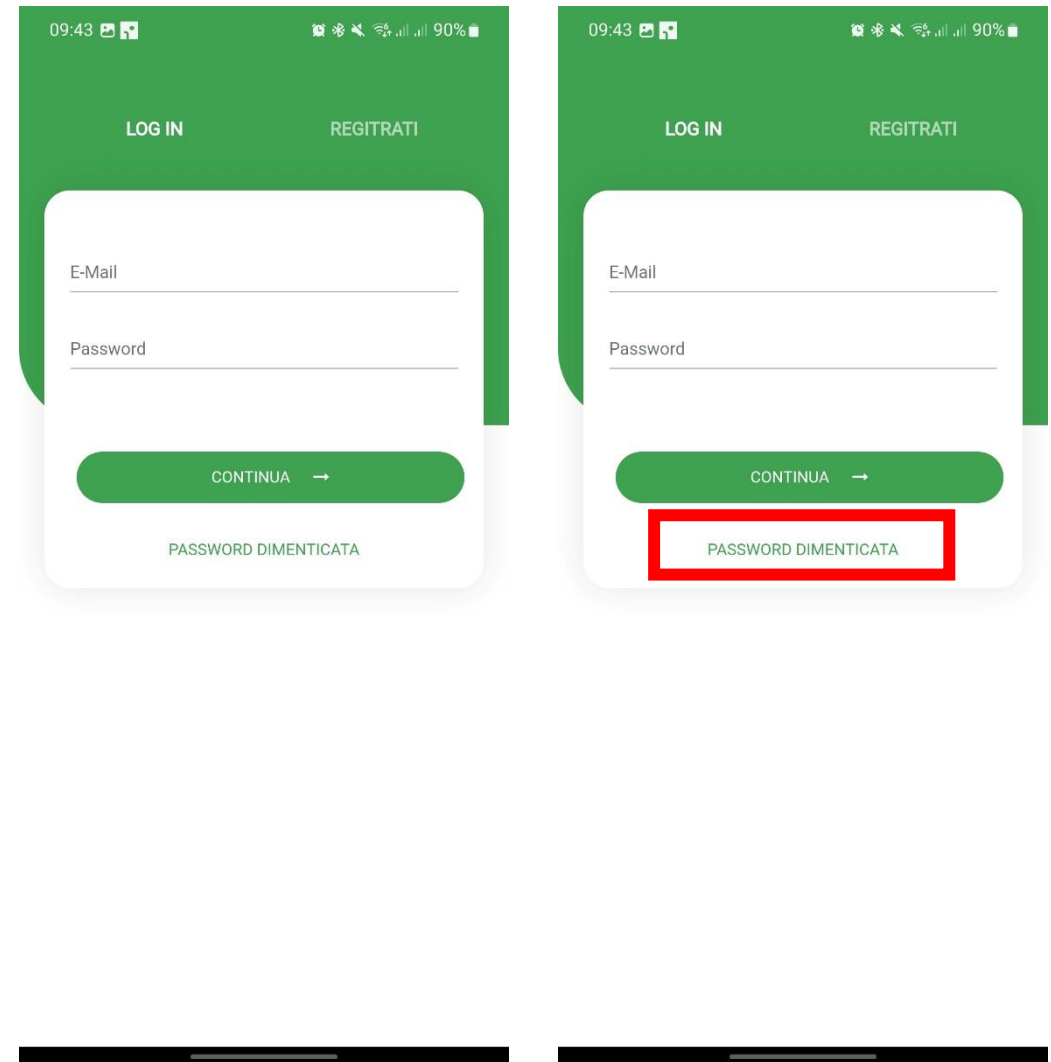 09:43 90%
LOG IN REGITRATI
E-Mail
Password
CONTINUA →
PASSWORD DIMENTICATA
09:43 90%
LOG IN REGITRATI
E-Mail
Password
CONTINUA →
PASSWORD DIMENTICATA